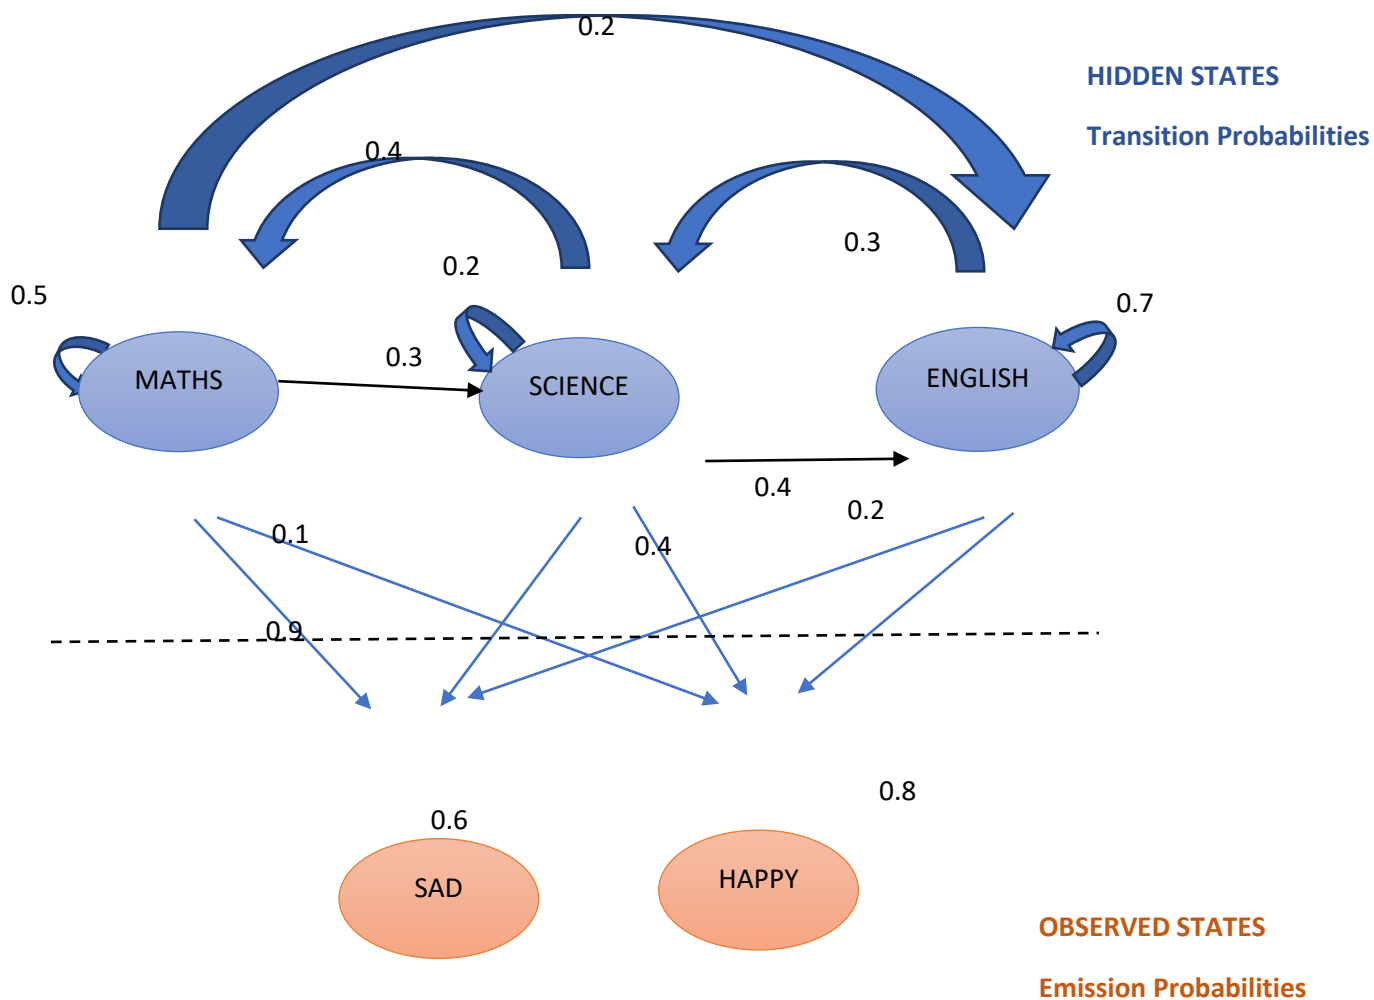 0.2
HIDDEN STATES
Transition Probabilities
0.4
0.3
0.2
0.5
0.7
0.3
MATHS
SCIENCE
ENGLISH
0.4
0.2
0.1
0.4
0.9
0.8
0.6
SAD
HAPPY
OBSERVED STATES
Emission Probabilities